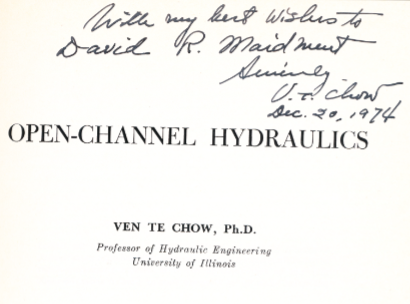 With my best wishes to
David R. Maidment
Sincerely
V. T. Chow
Dec. 20, 1974
OPEN-CHANNEL HYDRAULICS
VEN TE CHOW, Ph.D.
Professor of Hydraulic Engineering
University of Illinois